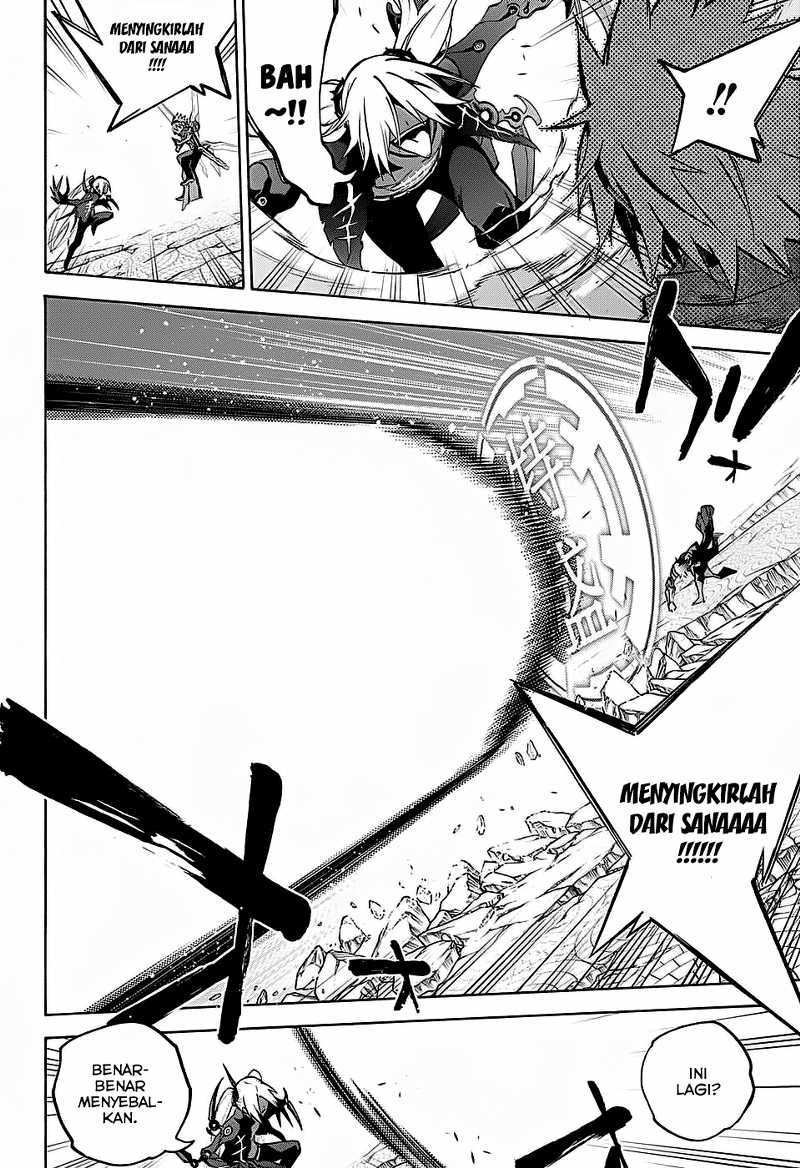 !!
BAH
~!!
MENYINGKIRLAH
DARI SANAAA
!!!!
MENYINGKIRLAH
DARI SANAAAA
!!!!!!
INI
LAGI?
BENAR-
BENAR
MENYEBAL-
KAN.